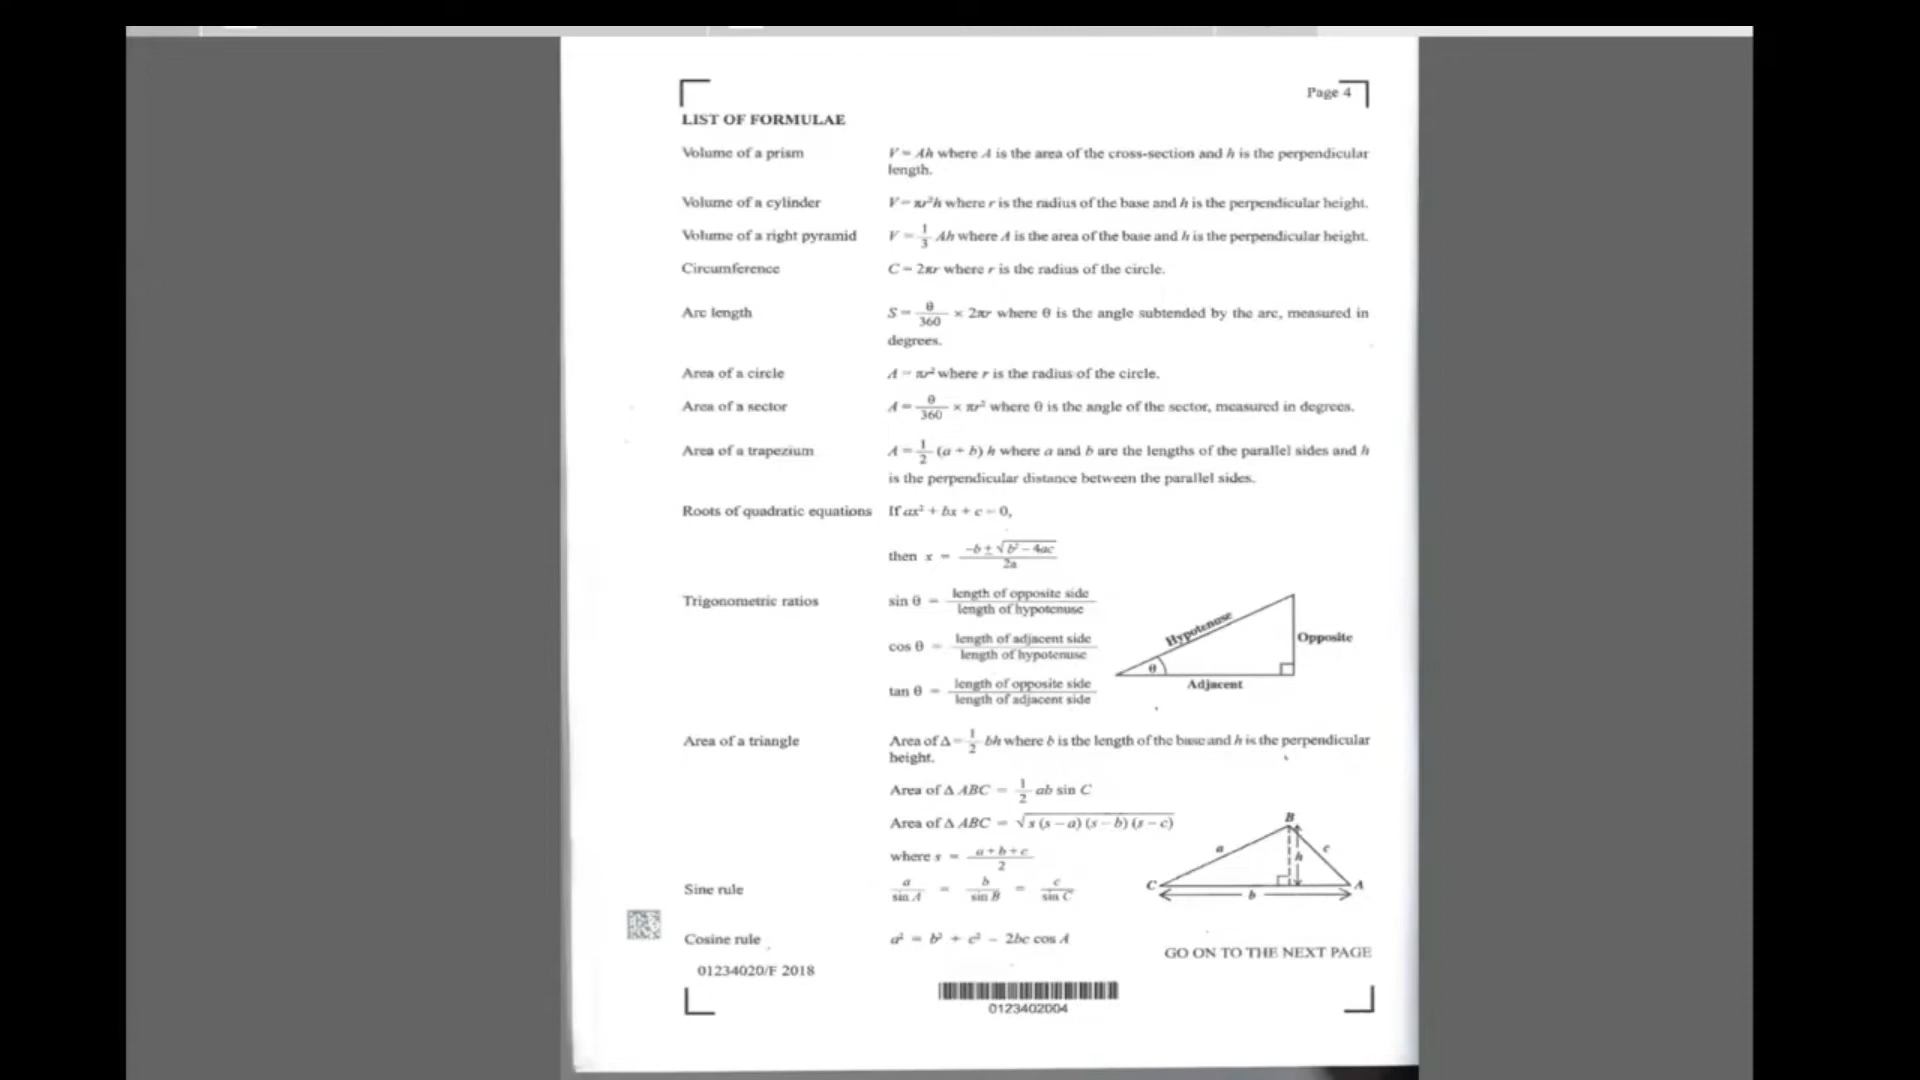 Page 4
LIST OF FORMULAE
Volume of a prism V = Ah where A is the area of the cross-section and h is the perpendicular
length.
Volume of a cylinder V = πr²h where r is the radius of the base and h is the perpendicular height.
Volume of a right pyramid V = 1/3 Ah where A is the area of the base and h is the perpendicular height.
Circumference C = 2πr where r is the radius of the circle.
Arc length S = θ/360 × 2πr where θ is the angle subtended by the arc, measured in
degrees.
Area of a circle A = πr² where r is the radius of the circle.
Area of a sector A = θ/360 × πr² where θ is the angle of the sector, measured in degrees.
Area of a trapezium A = 1/2 (a + b) h where a and b are the lengths of the parallel sides and h
is the perpendicular distance between the parallel sides.
Roots of quadratic equations If ax² + bx + c = 0,
then x = (−b ± √(b² − 4ac))/2a
Trigonometric ratios sin θ = length of opposite side / length of hypotenuse
cos θ = length of adjacent side / length of hypotenuse
tan θ = length of opposite side / length of adjacent side
Hypotenuse
Opposite
θ
Adjacent
Area of a triangle Area of Δ = 1/2 bh where b is the length of the base and h is the perpendicular
height.
Area of Δ ABC = 1/2 ab sin C
Area of Δ ABC = √(s (s − a) (s − b) (s − c))
where s = (a + b + c)/2
Sine rule a/sin A = b/sin B = c/sin C
B
a
h
c
C
A
b
Cosine rule a² = b² + c² − 2bc cos A
GO ON TO THE NEXT PAGE
01234020/F 2018
0123402004